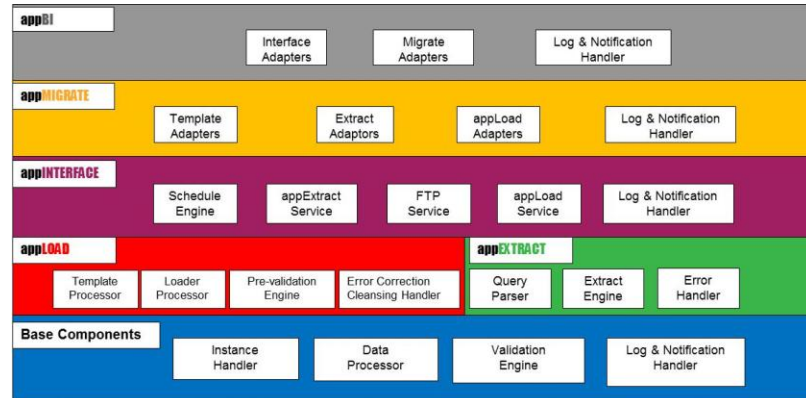 appBI
Interface Adapters
Migrate Adapters
Log & Notification Handler
appMIGRATE
Template Adapters
Extract Adaptors
appLoad Adapters
Log & Notification Handler
appINTERFACE
Schedule Engine
appExtract Service
FTP Service
appLoad Service
Log & Notification Handler
appLOAD
Template Processor
Loader Processor
Pre-validation Engine
Error Correction Cleansing Handler
appEXTRACT
Query Parser
Extract Engine
Error Handler
Base Components
Instance Handler
Data Processor
Validation Engine
Log & Notification Handler